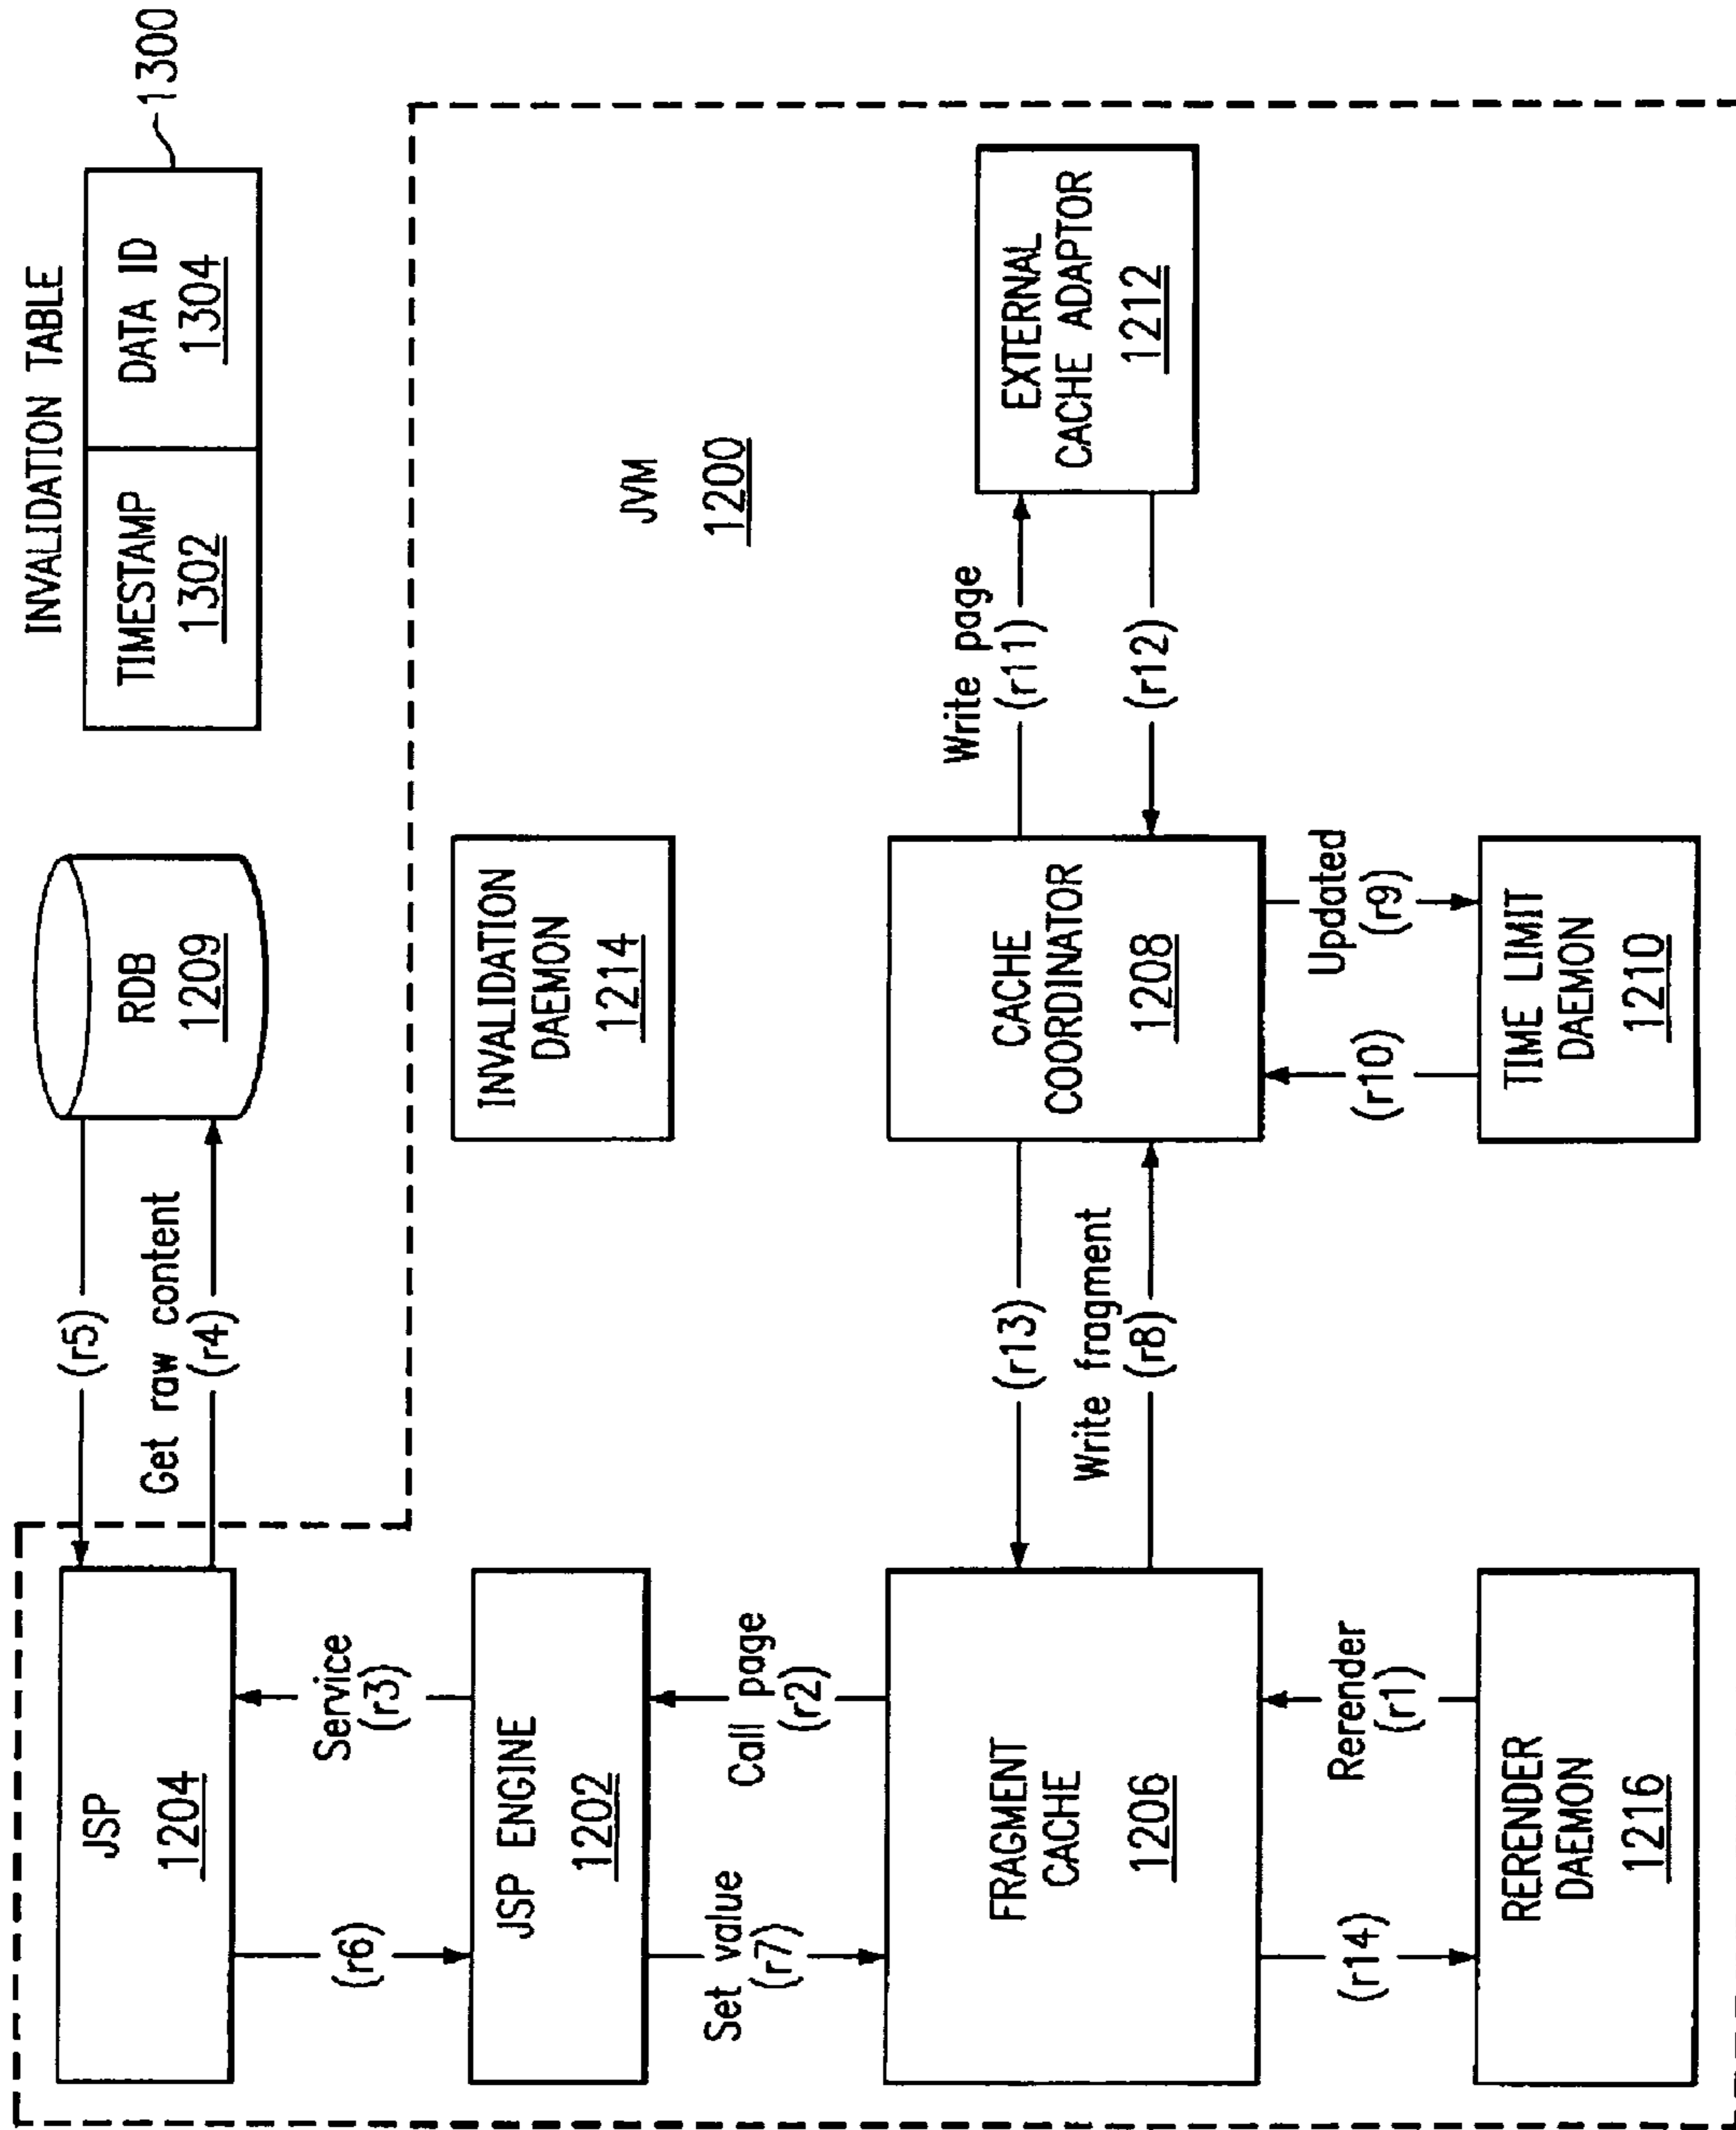 INVALIDATION TABLE
TIMESTAMP
1302
DATA ID
1304
1300
RDB
1209
(r5)
Get raw content
(r4)
JSP
1204
Service
(r3)
(r6)
JSP ENGINE
1202
Call page
(r2)
Set value
(r7)
INVALIDATION
DAEMON
1214
JVM
1200
FRAGMENT
CACHE
1206
(r13)
Write fragment
(r8)
CACHE
COORDINATOR
1208
Write page
(r11)
(r12)
EXTERNAL
CACHE ADAPTOR
1212
Rerender
(r1)
(r14)
Updated
(r9)
(r10)
RERENDER
DAEMON
1216
TIME LIMIT
DAEMON
1210